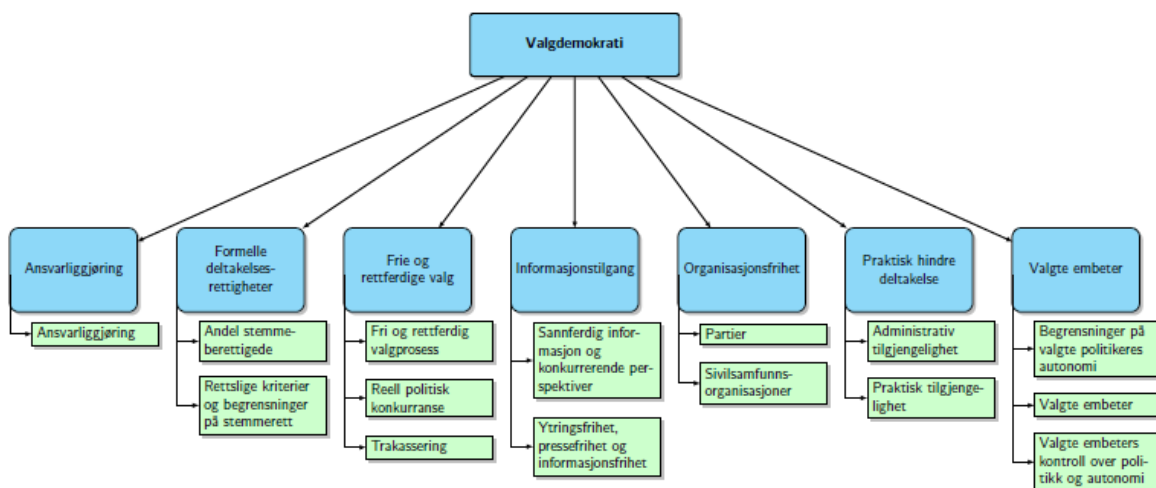 Valgdemokrati
Ansvarliggjøring
Formelle
deltakelses-
rettigheter
Frie og
rettferdige valg
Informasjonstilgang
Organisasjonsfrihet
Praktisk hindre
deltakelse
Valgte embeter
Ansvarliggjøring
Andel stemme-
berettigede
Rettslige kriterier
og begrensninger
på stemmerett
Fri og rettferdig
valgprosess
Reell politisk
konkurranse
Trakassering
Sannferdig infor-
masjon og
konkurrerende per-
spektiver
Ytringsfrihet,
pressefrihet og
informasjonsfrihet
Partier
Sivilsamfunns-
organisasjoner
Administrativ
tilgjengelighet
Praktisk tilgjenge-
lighet
Begrensninger på
valgte politikeres
autonomi
Valgte embeter
Valgte embeters
kontroll over poli-
tikk og autonomi